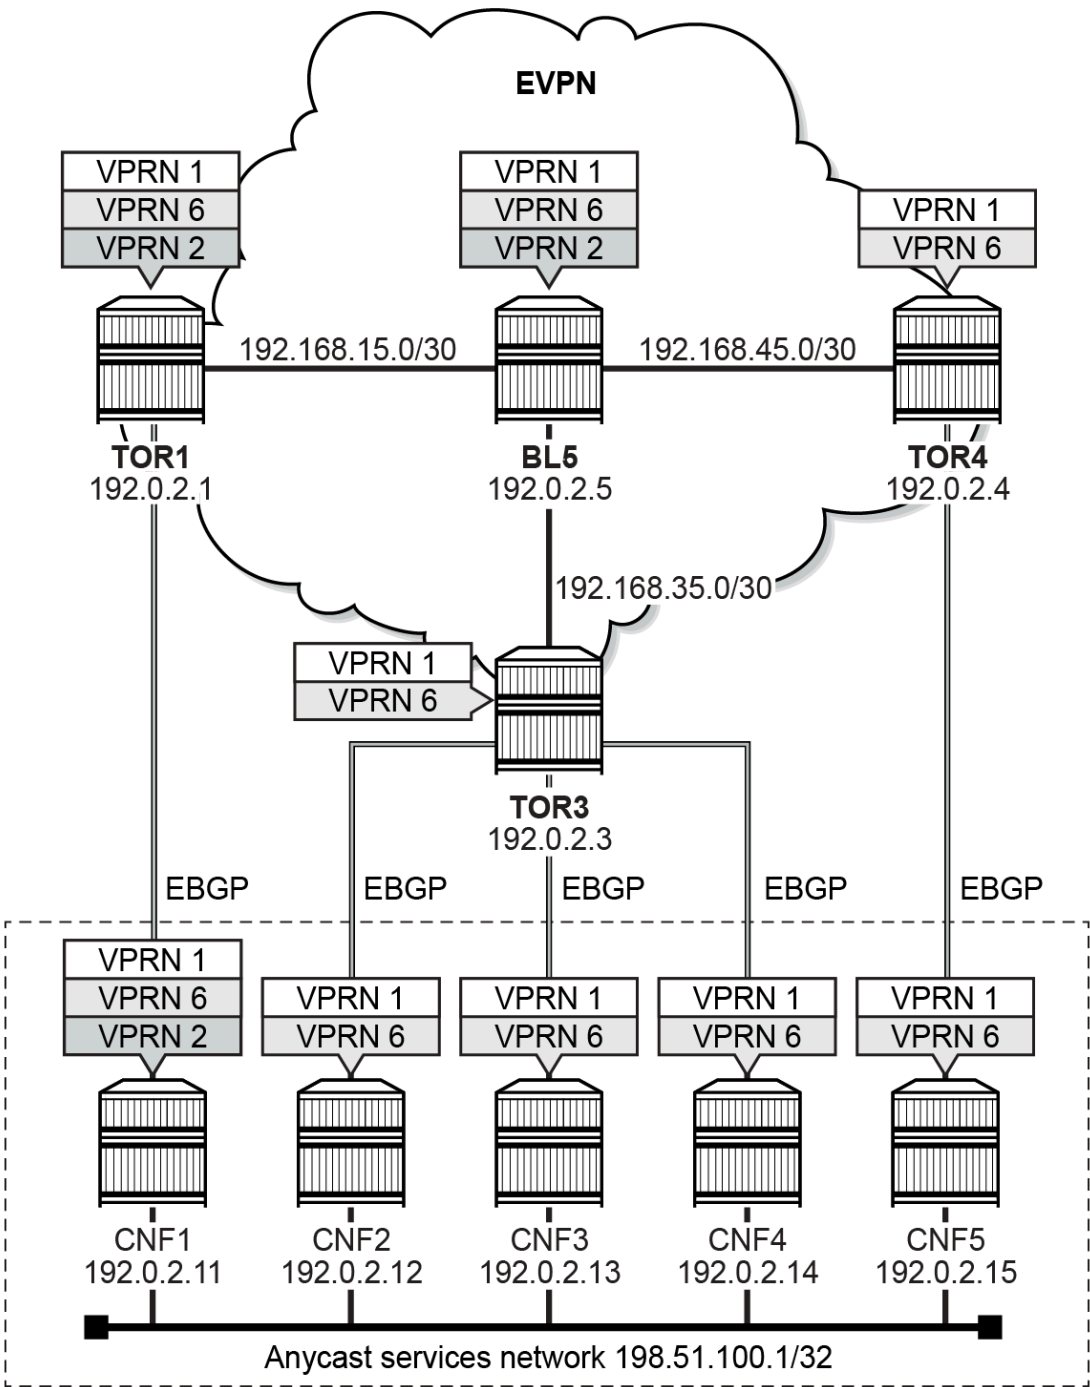 EVPN
VPRN 1
VPRN 6
VPRN 2
VPRN 1
VPRN 6
VPRN 2
VPRN 1
VPRN 6
192.168.15.0/30
192.168.45.0/30
TOR1
192.0.2.1
BL5
192.0.2.5
TOR4
192.0.2.4
192.168.35.0/30
VPRN 1
VPRN 6
TOR3
192.0.2.3
EBGP
EBGP
EBGP
EBGP
EBGP
VPRN 1
VPRN 6
VPRN 2
VPRN 1
VPRN 6
VPRN 1
VPRN 6
VPRN 1
VPRN 6
VPRN 1
VPRN 6
CNF1
192.0.2.11
CNF2
192.0.2.12
CNF3
192.0.2.13
CNF4
192.0.2.14
CNF5
192.0.2.15
Anycast services network 198.51.100.1/32